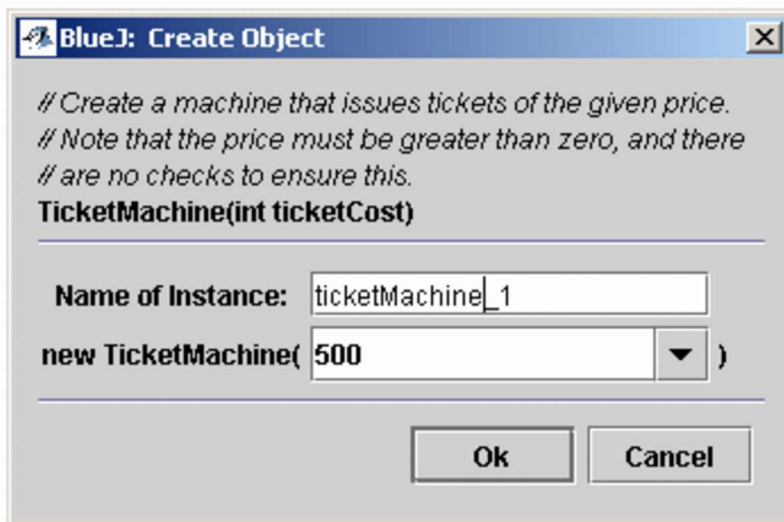 BlueJ: Create Object
// Create a machine that issues tickets of the given price.
// Note that the price must be greater than zero, and there
// are no checks to ensure this.
TicketMachine(int ticketCost)
Name of Instance: ticketMachine_1
new TicketMachine( 500 )
Ok Cancel